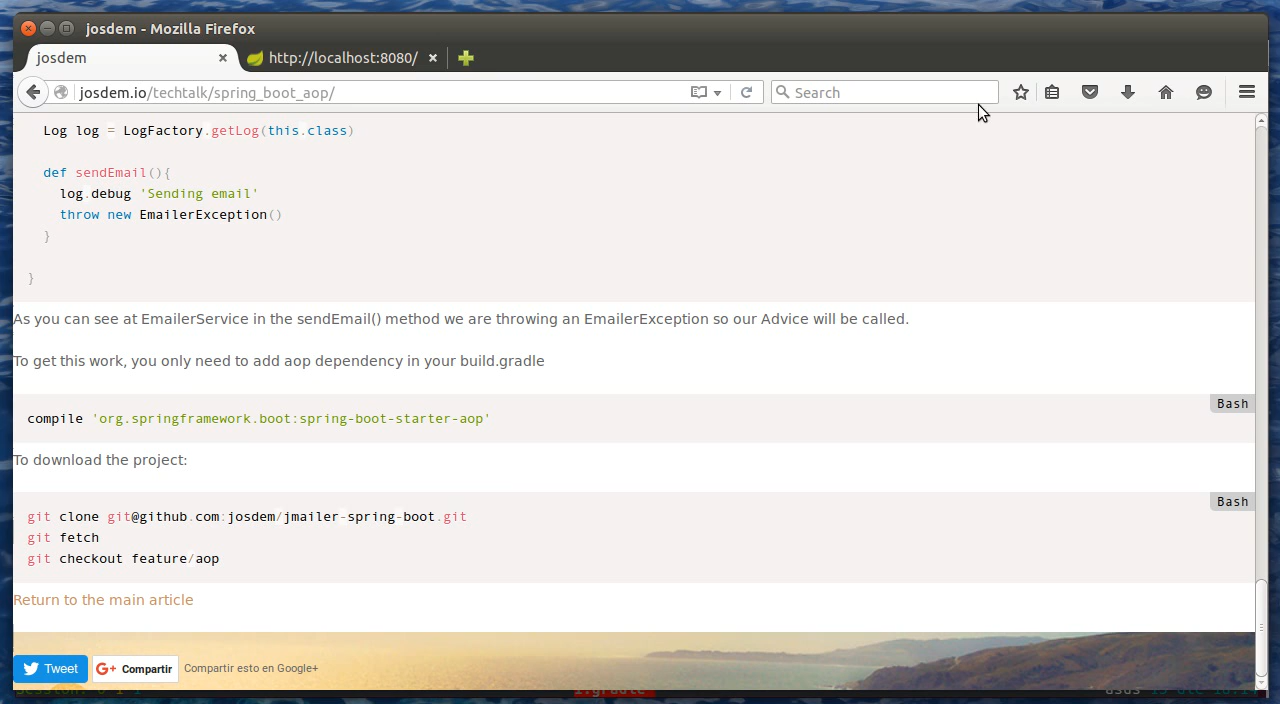 josdem - Mozilla Firefox
josdem
http://localhost:8080/
josdem.io/techtalk/spring_boot_aop/
Search
Log log = LogFactory.getLog(this.class)
def sendEmail(){
log.debug 'Sending email'
throw new EmailerException()
}
}
As you can see at EmailerService in the sendEmail() method we are throwing an EmailerException so our Advice will be called.
To get this work, you only need to add aop dependency in your build.gradle
Bash
compile 'org.springframework.boot:spring-boot-starter-aop'
To download the project:
Bash
git clone git@github.com:josdem/jmailer-spring-boot.git
git fetch
git checkout feature/aop
Return to the main article
Tweet
G+ Compartir
Compartir esto en Google+